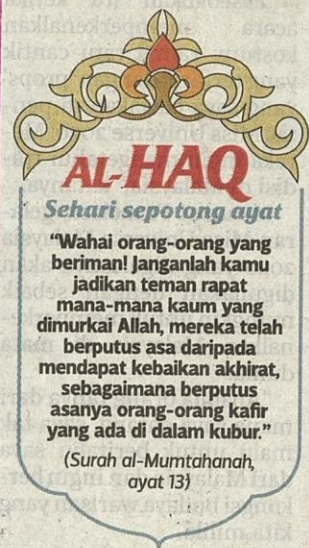 AL-HAQ
Sehari sepotong ayat
"Wahai orang-orang yang
beriman! Janganlah kamu
jadikan teman rapat
mana-mana kaum yang
dimurkai Allah, mereka telah
berputus asa daripada
mendapat kebaikan akhirat,
sebagaimana berputus
asanya orang-orang kafir
yang ada di dalam kubur."
(Surah al-Mumtahanah,
ayat 13)